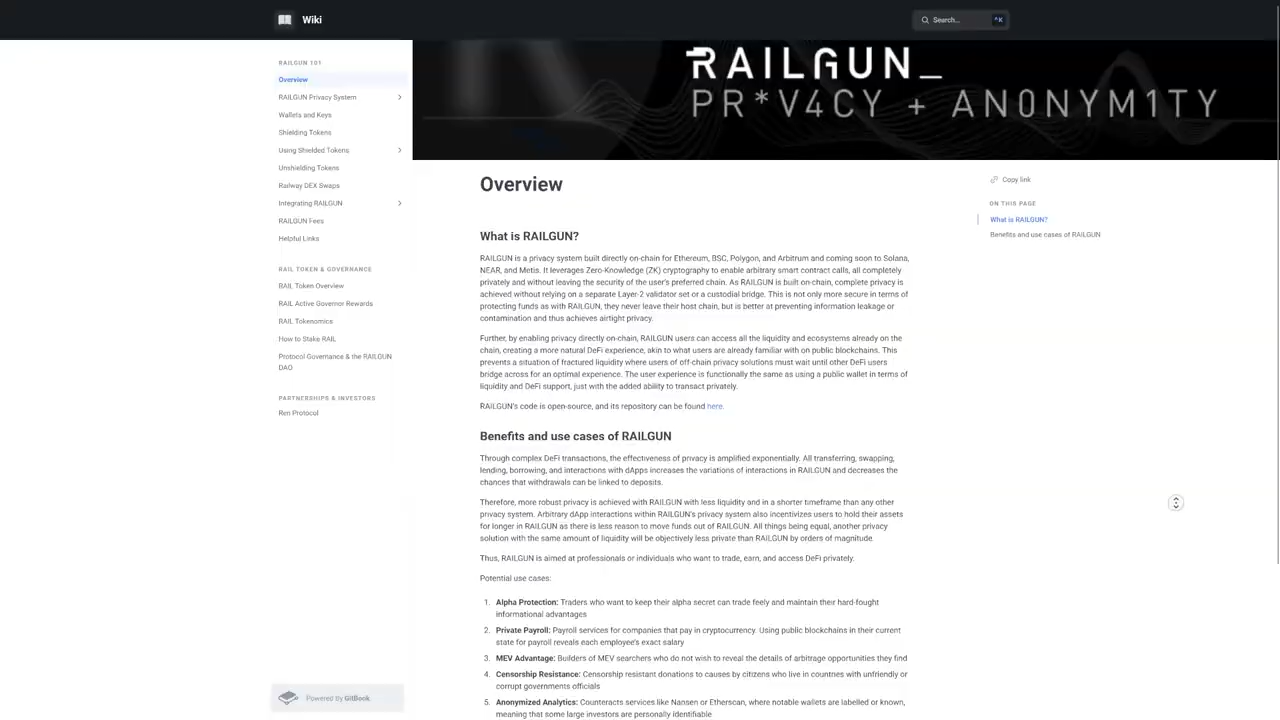 Wiki
Search...
^K
RAILGUN_
PR*V4CY + AN0NYM1TY
RAILGUN 101
Overview
RAILGUN Privacy System
Wallets and Keys
Shielding Tokens
Using Shielded Tokens
Unshielding Tokens
Railway DEX Swaps
Integrating RAILGUN
RAILGUN Fees
Helpful Links
RAIL TOKEN & GOVERNANCE
RAIL Token Overview
RAIL Active Governor Rewards
RAIL Tokenomics
How to Stake RAIL
Protocol Governance & the RAILGUN
DAO
PARTNERSHIPS & INVESTORS
Ren Protocol
Powered By GitBook
Overview
What is RAILGUN?
RAILGUN is a privacy system built directly on-chain for Ethereum, BSC, Polygon, and Arbitrum and coming soon to Solana,
NEAR, and Metis. It leverages Zero-Knowledge (ZK) cryptography to enable arbitrary smart contract calls, all completely
privately and without leaving the security of the user's preferred chain. As RAILGUN is built on-chain, complete privacy is
achieved without relying on a separate Layer-2 validator set or a custodial bridge. This is not only more secure in terms of
protecting funds as with RAILGUN, they never leave their host chain, but is better at preventing information leakage or
contamination and thus achieves airtight privacy.
Further, by enabling privacy directly on-chain, RAILGUN users can access all the liquidity and ecosystems already on the
chain, creating a more natural DeFi experience, akin to what users are already familiar with on public blockchains. This
prevents a situation of fractured liquidity where users of off-chain privacy solutions must wait until other DeFi users
bridge across for an optimal experience. The user experience is functionally the same as using a public wallet in terms of
liquidity and DeFi support, just with the added ability to transact privately.
RAILGUN's code is open-source, and its repository can be found here.
Benefits and use cases of RAILGUN
Through complex DeFi transactions, the effectiveness of privacy is amplified exponentially. All transferring, swapping,
lending, borrowing, and interactions with dApps increases the variations of interactions in RAILGUN and decreases the
chances that withdrawals can be linked to deposits.
Therefore, more robust privacy is achieved with RAILGUN with less liquidity and in a shorter timeframe than any other
privacy system. Arbitrary dApp interactions within RAILGUN's privacy system also incentivizes users to hold their assets
for longer in RAILGUN as there is less reason to move funds out of RAILGUN. All things being equal, another privacy
solution with the same amount of liquidity will be objectively less private than RAILGUN by orders of magnitude.
Thus, RAILGUN is aimed at professionals or individuals who want to trade, earn, and access DeFi privately.
Potential use cases:
1. Alpha Protection: Traders who want to keep their alpha secret can trade feely and maintain their hard-fought
informational advantages
2. Private Payroll: Payroll services for companies that pay in cryptocurrency. Using public blockchains in their current
state for payroll reveals each employee's exact salary
3. MEV Advantage: Builders of MEV searchers who do not wish to reveal the details of arbitrage opportunities they find
4. Censorship Resistance: Censorship resistant donations to causes by citizens who live in countries with unfriendly or
corrupt governments officials
5. Anonymized Analytics: Counteracts services like Nansen or Etherscan, where notable wallets are labelled or known,
meaning that some large investors are personally identifiable
Copy link
ON THIS PAGE
What is RAILGUN?
Benefits and use cases of RAILGUN